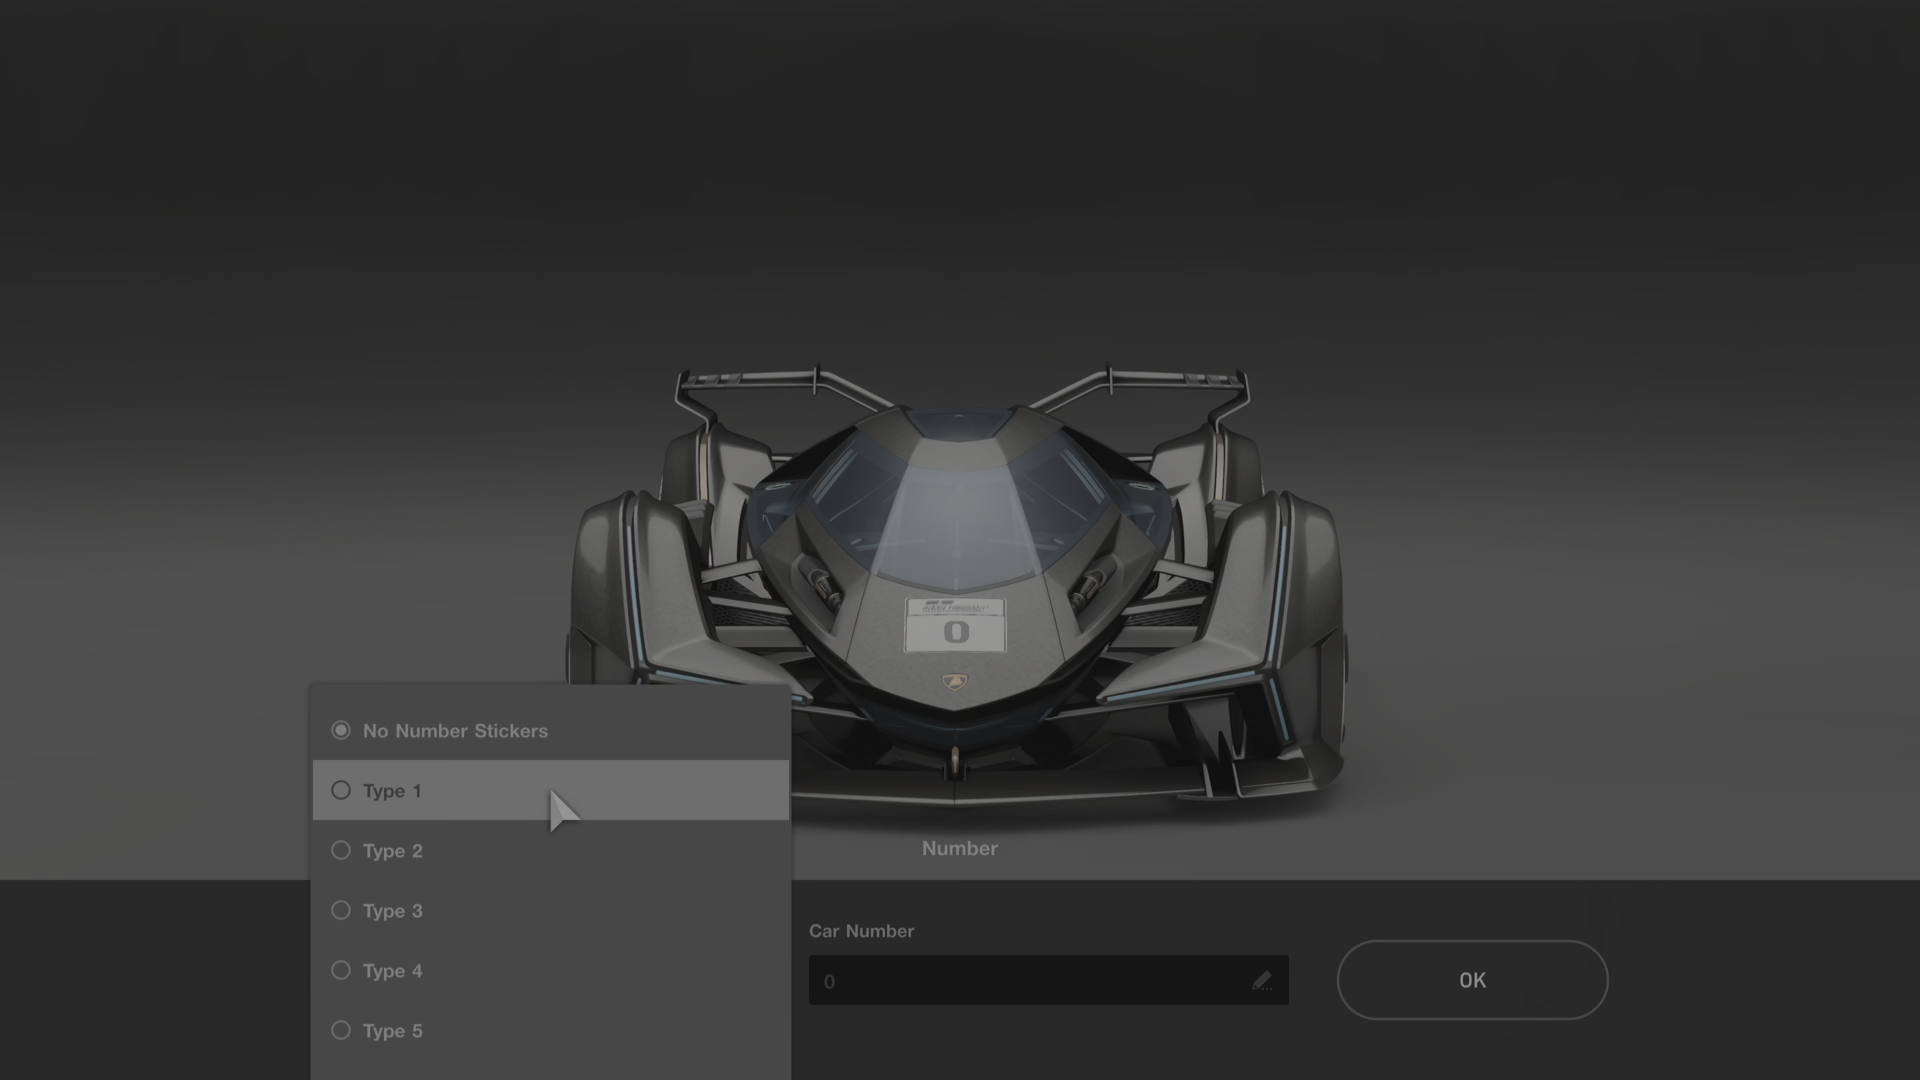 0
No Number Stickers
Type 1
Type 2
Type 3
Type 4
Type 5
Number
Car Number
0
OK